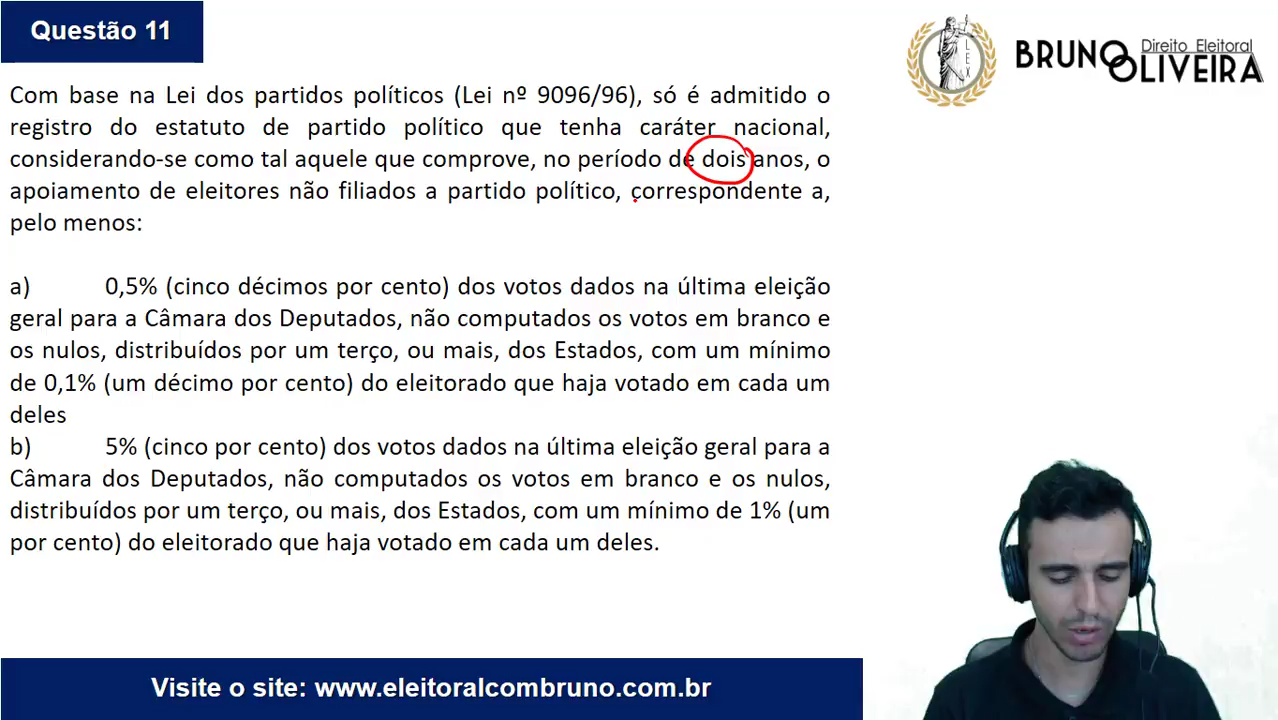 Questão 11
BRUNO Direito Eleitoral
OLIVEIRA
LEX
Com base na Lei dos partidos políticos (Lei nº 9096/96), só é admitido o
registro do estatuto de partido político que tenha caráter nacional,
considerando-se como tal aquele que comprove, no período de dois anos, o
apoiamento de eleitores não filiados a partido político, correspondente a,
pelo menos:
a) 0,5% (cinco décimos por cento) dos votos dados na última eleição
geral para a Câmara dos Deputados, não computados os votos em branco e
os nulos, distribuídos por um terço, ou mais, dos Estados, com um mínimo
de 0,1% (um décimo por cento) do eleitorado que haja votado em cada um
deles
b) 5% (cinco por cento) dos votos dados na última eleição geral para a
Câmara dos Deputados, não computados os votos em branco e os nulos,
distribuídos por um terço, ou mais, dos Estados, com um mínimo de 1% (um
por cento) do eleitorado que haja votado em cada um deles.
Visite o site: www.eleitoralcombruno.com.br